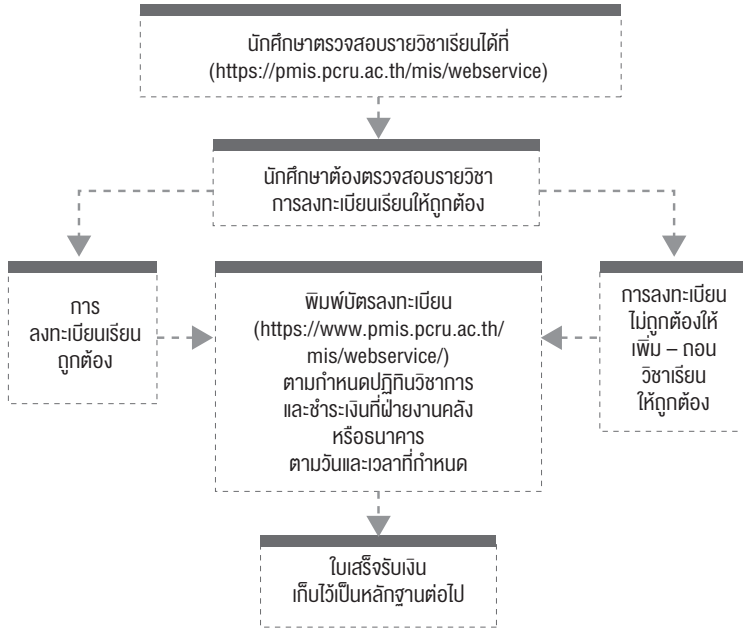 นักศึกษาตรวจสอบรายวิชาเรียนได้ที่
(https://pmis.pcru.ac.th/mis/webservice)
นักศึกษาต้องตรวจสอบรายวิชา
การลงทะเบียนเรียนให้ถูกต้อง
การ
ลงทะเบียนเรียน
ถูกต้อง
พิมพ์บัตรลงทะเบียน
(https://www.pmis.pcru.ac.th/
mis/webservice/)
ตามกำหนดปฏิทินวิชาการ
และชำระเงินที่ฝ่ายงานคลัง
หรือธนาคาร
ตามวันและเวลาที่กำหนด
การลงทะเบียน
ไม่ถูกต้องให้
เพิ่ม – ถอน
วิชาเรียน
ให้ถูกต้อง
ใบเสร็จรับเงิน
เก็บไว้เป็นหลักฐานต่อไป